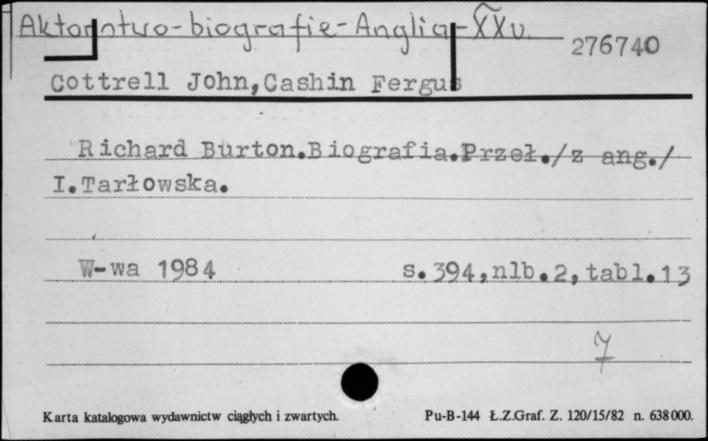 Aktorstwo-biografie-Anglia-XXw. 276740
Cottrell John,Cashin Fergus
Richard Burton.Biografia.Przeł./z ang./
I.Tarłowska.
W-wa 1984 s.394,nlb.2,tabl.13
7
Karta katalogowa wydawnictw ciągłych i zwartych. Pu-B-144 Ł.Z.Graf. Z. 120/15/82 n. 638000.